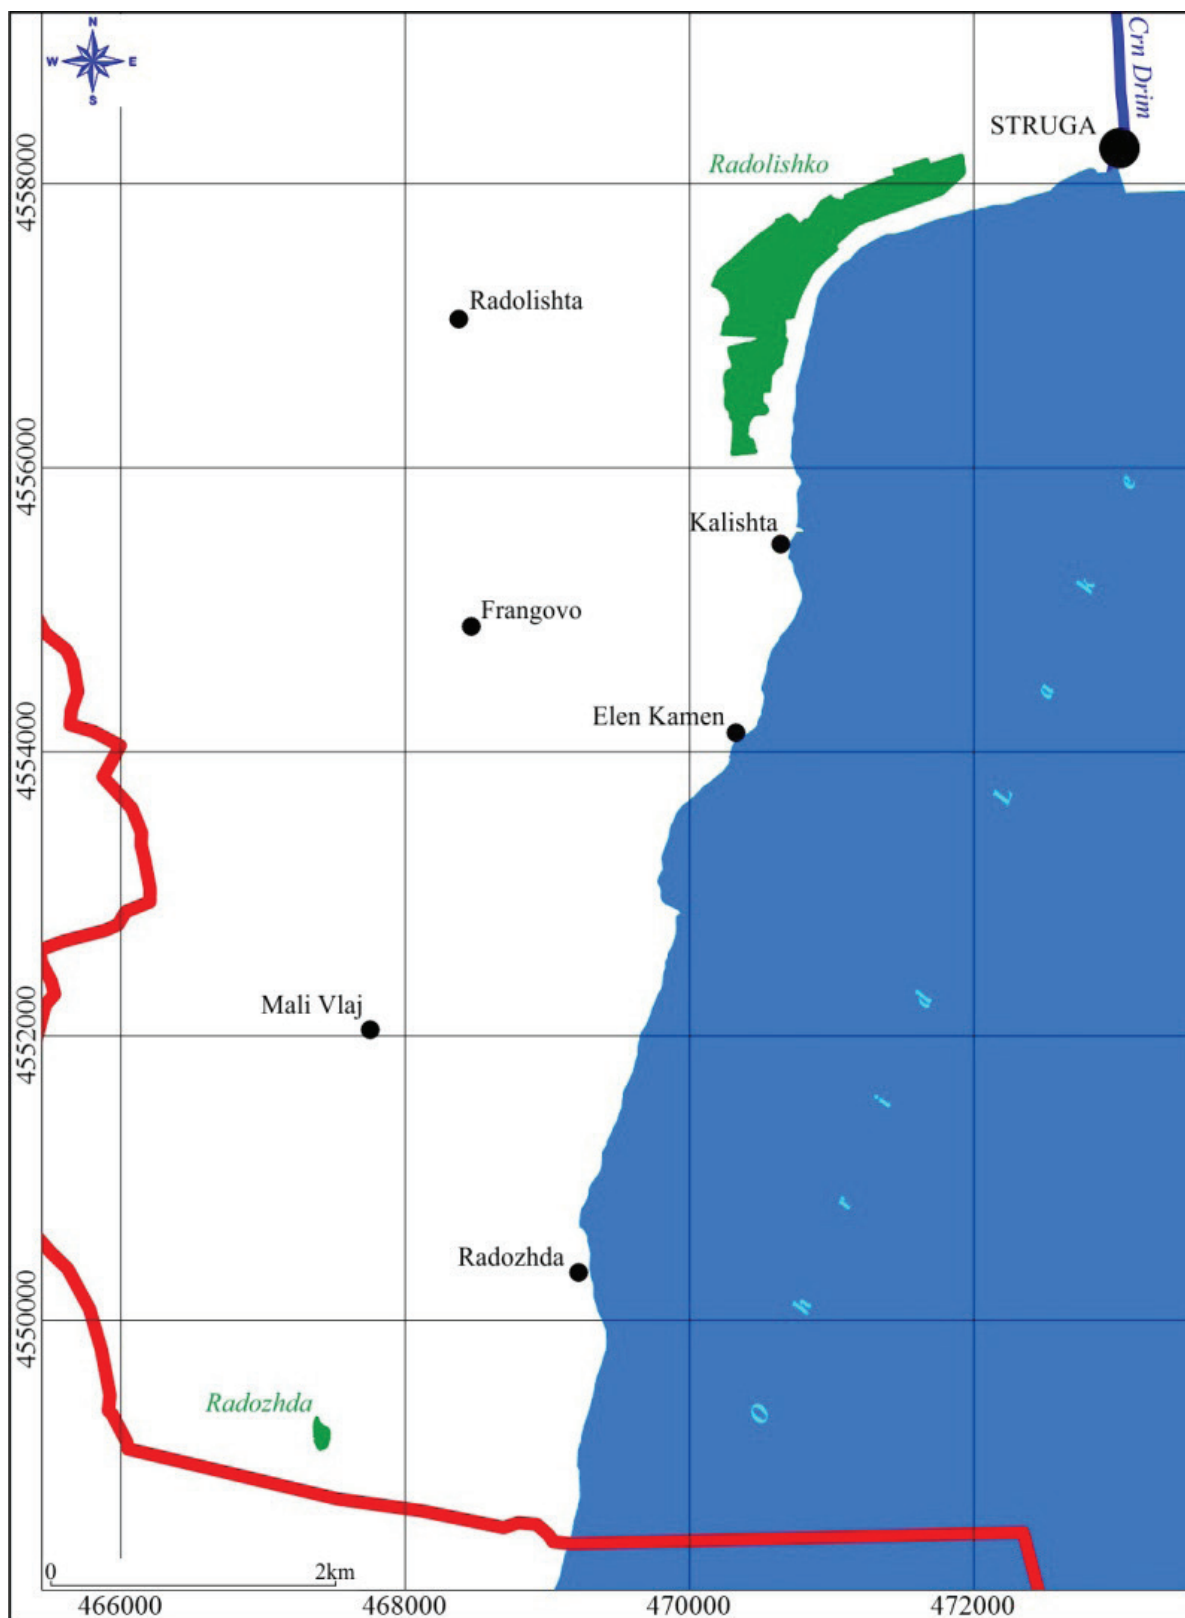 N
W E
S
Crn Drim
STRUGA
Radolishko
4558000
Radolishta
4556000
Kalishta
Frangovo
Elen Kamen
4554000
Mali Vlaj
4552000
Radozhda
4550000
Radozhda
Ohrid Lake
0 2km
466000 468000 470000 472000